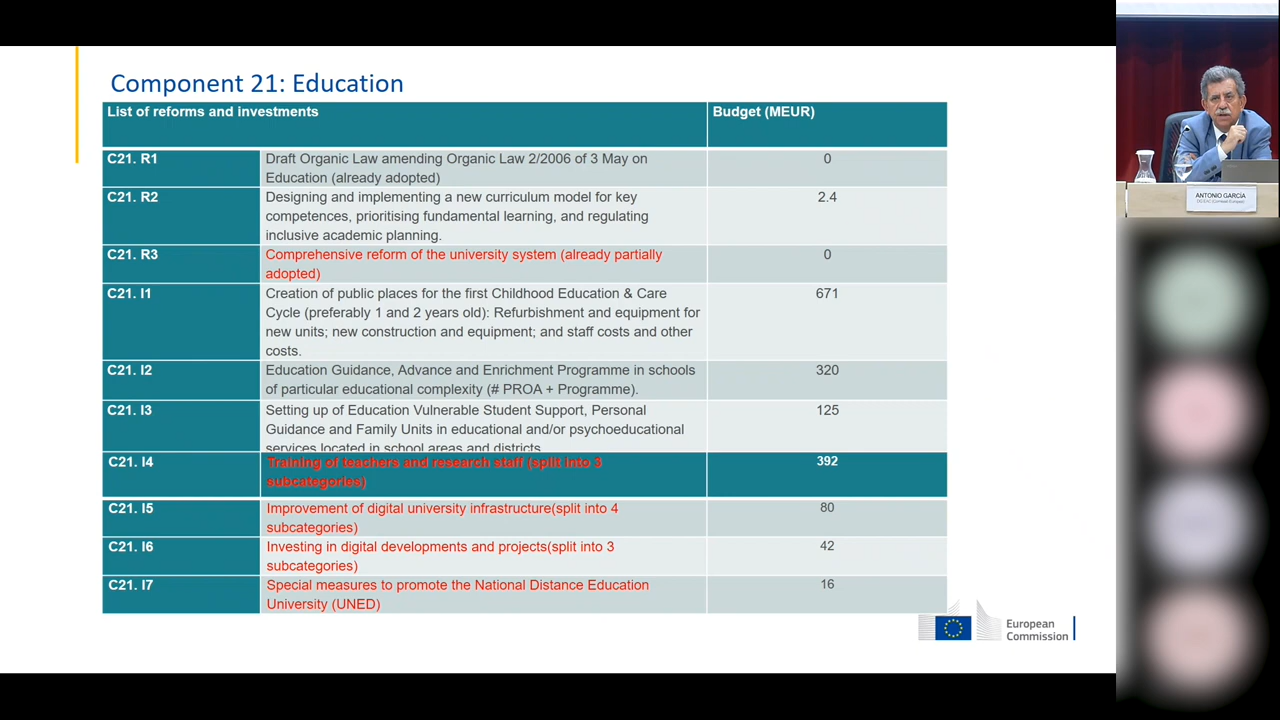 Component 21: Education
List of reforms and investments
Budget (MEUR)
C21. R1
Draft Organic Law amending Organic Law 2/2006 of 3 May on
Education (already adopted)
0
C21. R2
Designing and implementing a new curriculum model for key
competences, prioritising fundamental learning, and regulating
inclusive academic planning.
2.4
C21. R3
Comprehensive reform of the university system (already partially
adopted)
0
C21. I1
Creation of public places for the first Childhood Education & Care
Cycle (preferably 1 and 2 years old): Refurbishment and equipment for
new units; new construction and equipment; and staff costs and other
costs.
671
C21. I2
Education Guidance, Advance and Enrichment Programme in schools
of particular educational complexity (# PROA + Programme).
320
C21. I3
Setting up of Education Vulnerable Student Support, Personal
Guidance and Family Units in educational and/or psychoeducational
services located in school areas and districts
125
C21. I4
Training of teachers and research staff (split into 3
subcategories)
392
C21. I5
Improvement of digital university infrastructure(split into 4
subcategories)
80
C21. I6
Investing in digital developments and projects(split into 3
subcategories)
42
C21. I7
Special measures to promote the National Distance Education
University (UNED)
16
European
Commission
ANTONIO GARCÍA